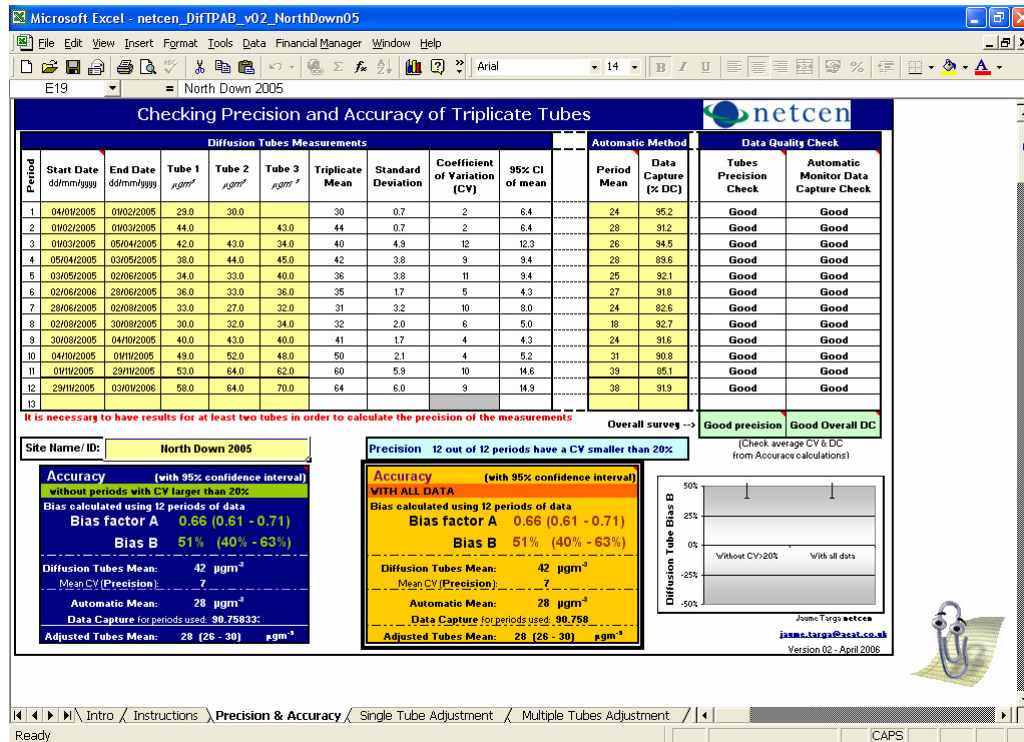 Microsoft Excel - netcen_DifTPAB_v02_NorthDown05
File Edit View Insert Format Tools Data Financial Manager Window Help
Arial 14 B I U
E19 = North Down 2005
Checking Precision and Accuracy of Triplicate Tubes netcen
Diffusion Tubes Measurements Automatic Method Data Quality Check
Period Start Date dd/mm/yyyy End Date dd/mm/yyyy Tube 1 µgm-3 Tube 2 µgm-3 Tube 3 µgm-3 Triplicate Mean Standard Deviation Coefficient of Variation (CV) 95% CI of mean Period Mean Data Capture (% DC) Tubes Precision Check Automatic Monitor Data Capture Check
1 04/01/2005 01/02/2005 29.0 30.0 30 0.7 2 6.4 24 95.2 Good Good
2 01/02/2005 01/03/2005 44.0 43.0 44 0.7 2 6.4 28 91.2 Good Good
3 01/03/2005 05/04/2005 42.0 43.0 34.0 40 4.9 12 12.3 26 94.5 Good Good
4 05/04/2005 03/05/2005 38.0 44.0 45.0 42 3.8 9 9.4 28 89.6 Good Good
5 03/05/2005 02/06/2005 34.0 33.0 40.0 36 3.8 11 9.4 25 92.1 Good Good
6 02/06/2006 28/06/2005 36.0 33.0 36.0 35 1.7 5 4.3 27 91.8 Good Good
7 28/06/2005 02/08/2005 33.0 27.0 32.0 31 3.2 10 8.0 24 82.6 Good Good
8 02/08/2005 30/08/2005 30.0 32.0 34.0 32 2.0 6 5.0 18 92.7 Good Good
9 30/08/2005 04/10/2005 40.0 43.0 40.0 41 1.7 4 4.3 24 91.6 Good Good
10 04/10/2005 01/11/2005 49.0 52.0 48.0 50 2.1 4 5.2 31 90.8 Good Good
11 01/11/2005 29/11/2005 53.0 64.0 62.0 60 5.9 10 14.6 39 85.1 Good Good
12 29/11/2005 03/01/2006 58.0 64.0 70.0 64 6.0 9 14.9 38 91.9 Good Good
13
It is necessary to have results for at least two tubes in order to calculate the precision of the measurements
Overall survey --> Good precision Good Overall DC
(Check average CV & DC
from Accuracy calculations)
Site Name/ ID: North Down 2005
Precision 12 out of 12 periods have a CV smaller than 20%
Accuracy (with 95% confidence interval)
without periods with CV larger than 20%
Bias calculated using 12 periods of data
Bias factor A 0.66 (0.61 - 0.71)
Bias B 51% (40% - 63%)
Diffusion Tubes Mean: 42 µgm-3
Mean CV (Precision): 7
Automatic Mean: 28 µgm-3
Data Capture for periods used: 90.75833:
Adjusted Tubes Mean: 28 (26 - 30) µgm-3
Accuracy (with 95% confidence interval)
WITH ALL DATA
Bias calculated using 12 periods of data
Bias factor A 0.66 (0.61 - 0.71)
Bias B 51% (40% - 63%)
Diffusion Tubes Mean: 42 µgm-3
Mean CV (Precision): 7
Automatic Mean: 28 µgm-3
Data Capture for periods used: 90.758
Adjusted Tubes Mean: 28 (26 - 30) µgm-3
Diffusion Tube Bias B
50%
25%
0%
-25%
-50%
Without CV>20% With all data
Jaume Targa netcen
jaume.targa@aeat.co.uk
Version 02 - April 2006
Intro Instructions Precision & Accuracy Single Tube Adjustment Multiple Tubes Adjustment
Ready CAPS